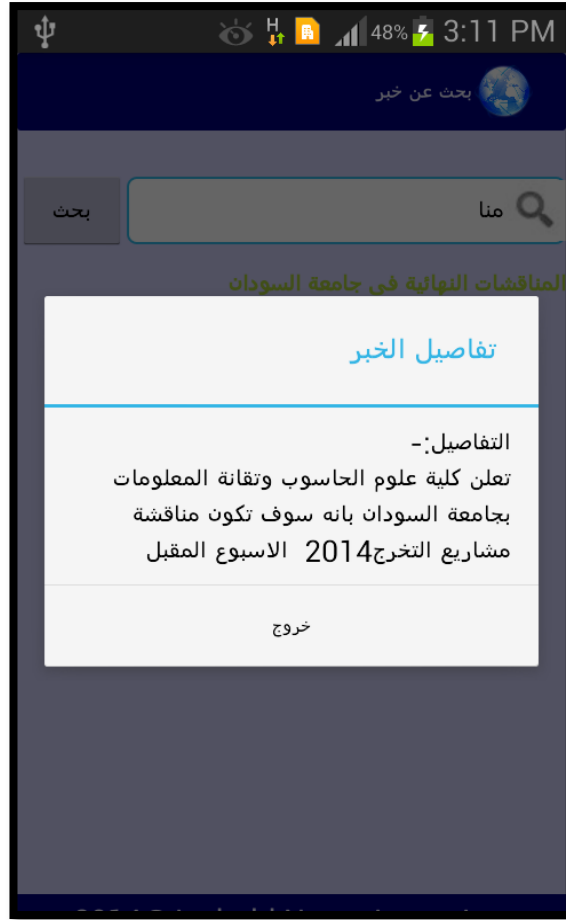 48% 3:11 PM
بحث عن خبر
منا
بحث
المناقشات النهائية في جامعة السودان
تفاصيل الخبر
التفاصيل:-
تعلن كلية علوم الحاسوب وتقانة المعلومات
بجامعة السودان بانه سوف تكون مناقشة
مشاريع التخرج2014 الاسبوع المقبل
خروج